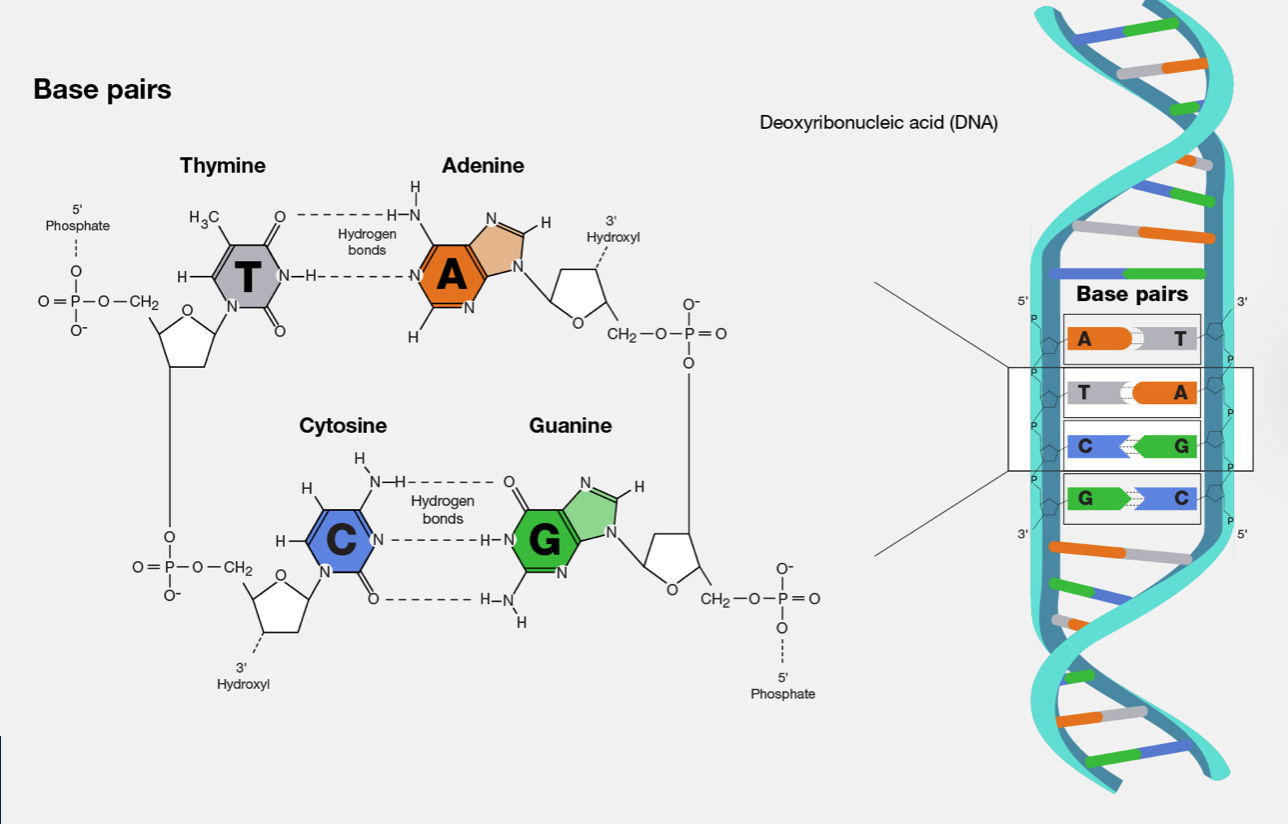 Base pairs
Deoxyribonucleic acid (DNA)
Thymine
Adenine
5'
Phosphate
O
O=P–O–CH2
O-
H3C
O
H
T
N–H
N
O
O
Hydrogen
bonds
H
H–N
N
H
A
N
N
N
H
3'
Hydroxyl
O
CH2–O–P=O
O-
O
Cytosine
Guanine
H
N–H
H
H
C
N
N
O
Hydrogen
bonds
O
N
H
H–N
G
N
N
H–N
H
O
O=P–O–CH2
O-
O
3'
Hydroxyl
O
CH2–O–P=O
O-
O
5'
Phosphate
Base pairs
5'
3'
P
A
T
P
P
T
A
P
P
C
G
P
P
G
C
P
3'
5'